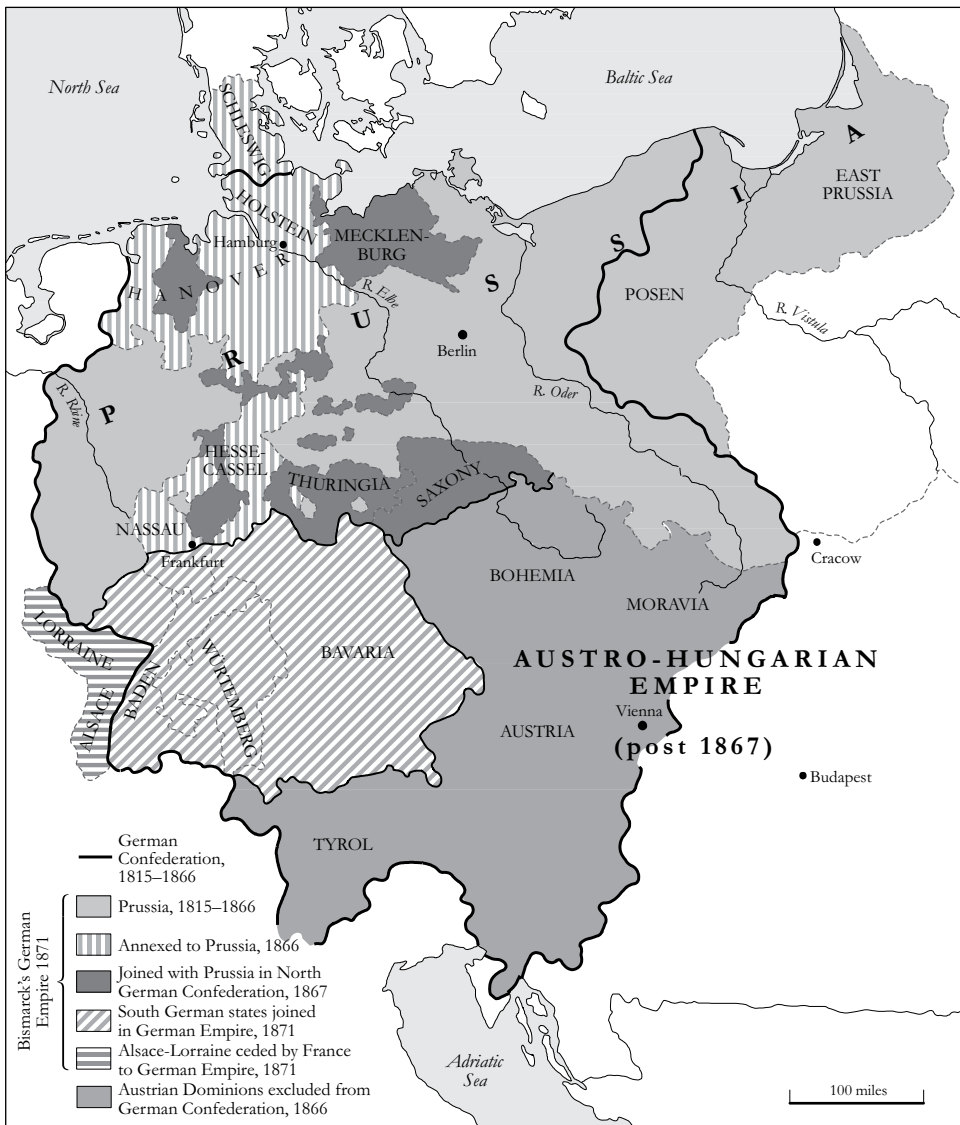 North Sea
Baltic Sea
SCHLESWIG
HOLSTEIN
Hamburg
MECKLEN-
BURG
HANOVER
R. Elbe
EAST
PRUSSIA
POSEN
R. Vistula
Berlin
PRUSSIA
R. Rhine
R. Oder
HESSE-
CASSEL
THURINGIA
SAXONY
NASSAU
Frankfurt
Cracow
BOHEMIA
MORAVIA
LORRAINE
ALSACE
BADEN
WÜRTEMBERG
BAVARIA
AUSTRO-HUNGARIAN
EMPIRE
Vienna
AUSTRIA
(post 1867)
Budapest
TYROL
Adriatic
Sea
German
Confederation,
1815–1866
Bismarck's German
Empire 1871
Prussia, 1815–1866
Annexed to Prussia, 1866
Joined with Prussia in North
German Confederation, 1867
South German states joined
in German Empire, 1871
Alsace-Lorraine ceded by France
to German Empire, 1871
Austrian Dominions excluded from
German Confederation, 1866
100 miles